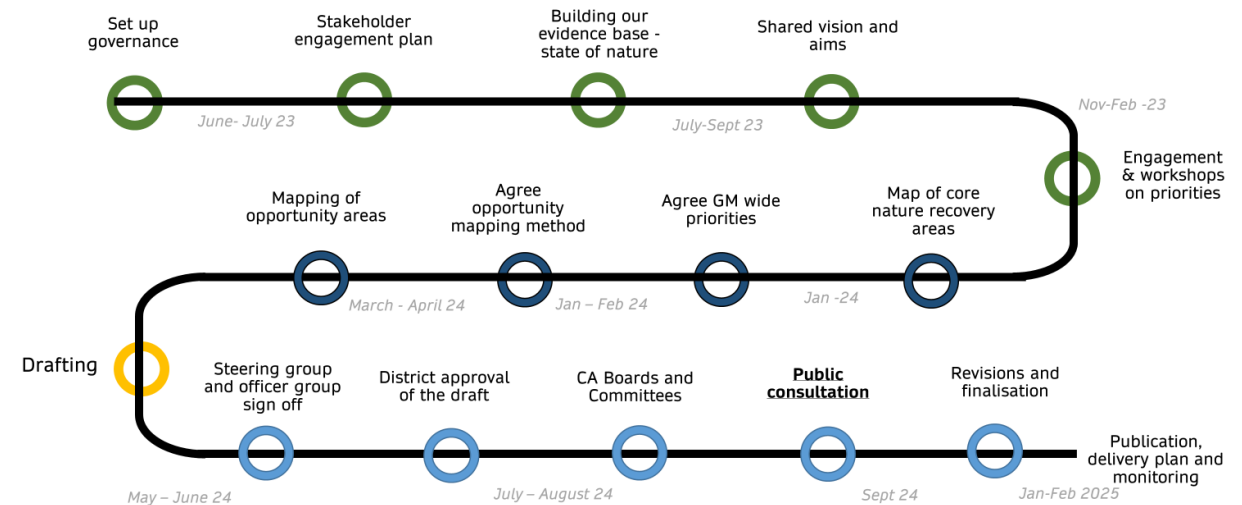 Set up
governance
Stakeholder
engagement plan
Building our
evidence base -
state of nature
Shared vision and
aims
June- July 23
July-Sept 23
Nov-Feb -23
Engagement
& workshops
on priorities
Map of core
nature recovery
areas
Agree GM wide
priorities
Agree
opportunity
mapping method
Mapping of
opportunity areas
Jan -24
Jan – Feb 24
March - April 24
Drafting
Steering group
and officer group
sign off
District approval
of the draft
CA Boards and
Committees
Public
consultation
Revisions and
finalisation
Publication,
delivery plan and
monitoring
May – June 24
July – August 24
Sept 24
Jan-Feb 2025